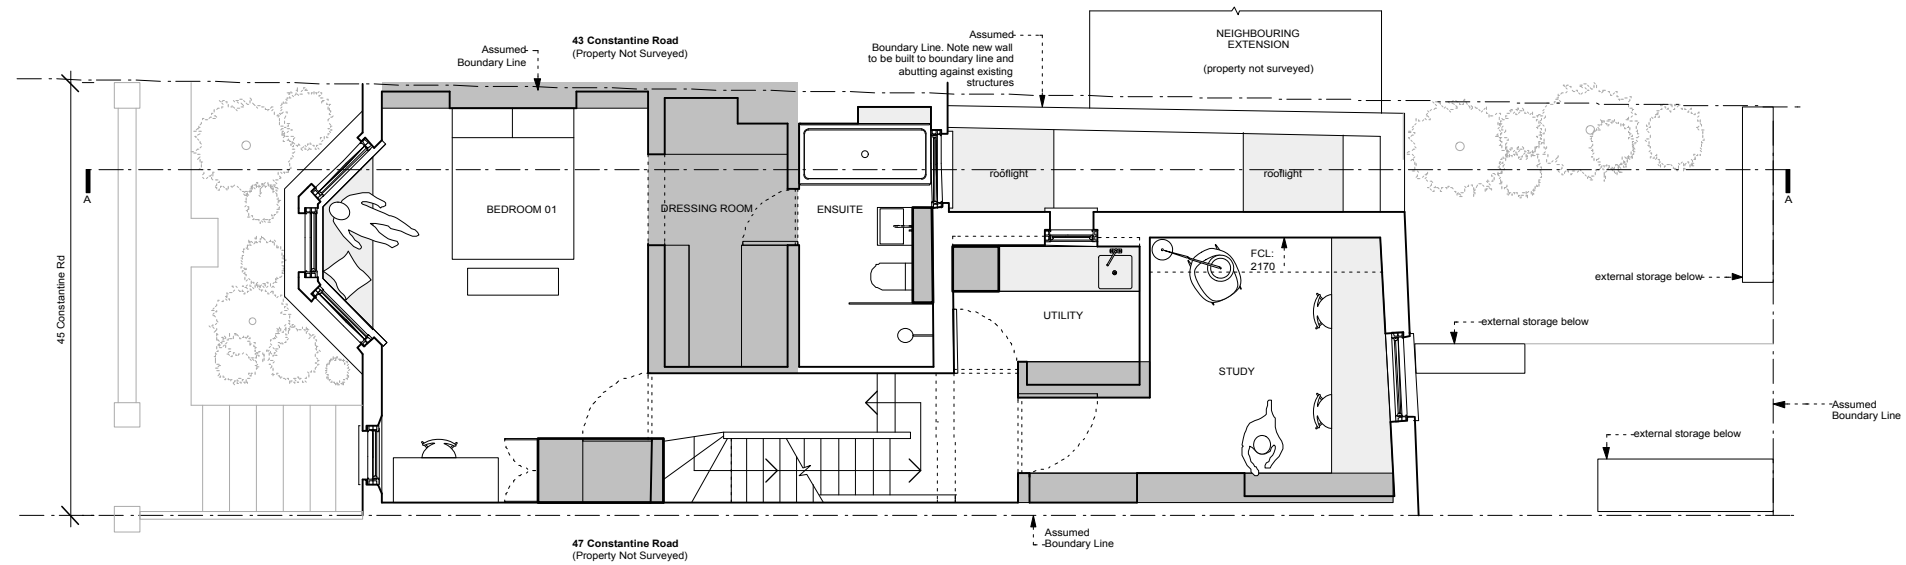 43 Constantine Road
(Property Not Surveyed)
Assumed
Boundary Line
Assumed
Boundary Line. Note new wall
to be built to boundary line and
abutting against existing
structures
NEIGHBOURING
EXTENSION
(property not surveyed)
A
A
rooflight
rooflight
BEDROOM 01
DRESSING ROOM
ENSUITE
FCL:
2170
external storage below
45 Constantine Rd
UTILITY
external storage below
STUDY
Assumed
Boundary Line
external storage below
47 Constantine Road
(Property Not Surveyed)
Assumed
Boundary Line